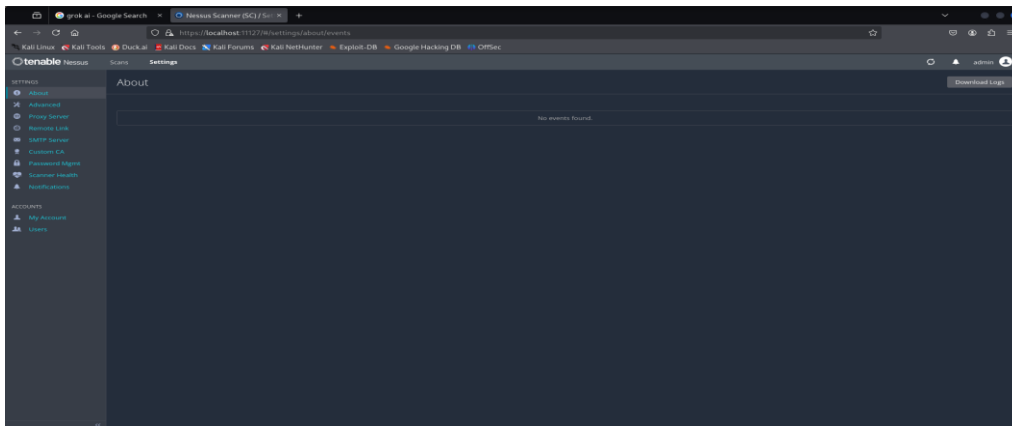 grok ai - Google Search
Nessus Scanner (SC) / Set
https://localhost:11127/#/settings/about/events
Kali Linux Kali Tools Duck.ai Kali Docs Kali Forums Kali NetHunter Exploit-DB Google Hacking DB OffSec
tenable Nessus Scans Settings admin
SETTINGS
About
Advanced
Proxy Server
Remote Link
SMTP Server
Custom CA
Password Mgmt
Scanner Health
Notifications
ACCOUNTS
My Account
Users
About
Download Logs
No events found.